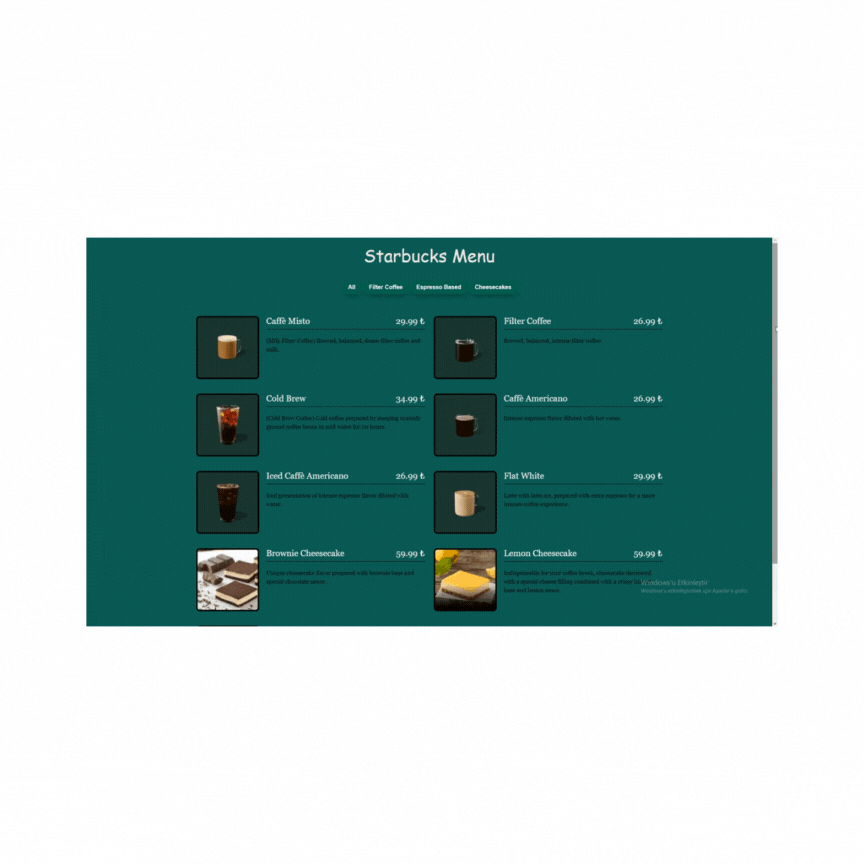 Starbucks Menu
All Filter Coffee Espresso Based Cheesecakes
Caffè Misto 29.99 ₺
(Milk Filter Coffee) Brewed, balanced, dense filter coffee and
milk.
Filter Coffee 26.99 ₺
Brewed, balanced, intense filter coffee
Cold Brew 34.99 ₺
(Cold Brew Coffee) Cold coffee prepared by steeping coarsely
ground coffee beans in cold water for 20 hours.
Caffè Americano 26.99 ₺
Intense espresso flavor diluted with hot water.
Iced Caffè Americano 26.99 ₺
Iced presentation of intense espresso flavor diluted with
water.
Flat White 29.99 ₺
Latte with latte art, prepared with extra espresso for a more
intense coffee experience.
Brownie Cheesecake 59.99 ₺
Unique cheesecake flavor prepared with brownie base and
special chocolate sauce.
Lemon Cheesecake 59.99 ₺
Indispensable for every coffee lover, cheesecake decorated
with a special cheese filling combined with a crispy
base and lemon sauce.
Windows'u Etkinleştir
Windows'u etkinleştirmek için Ayarlar'a gidin.